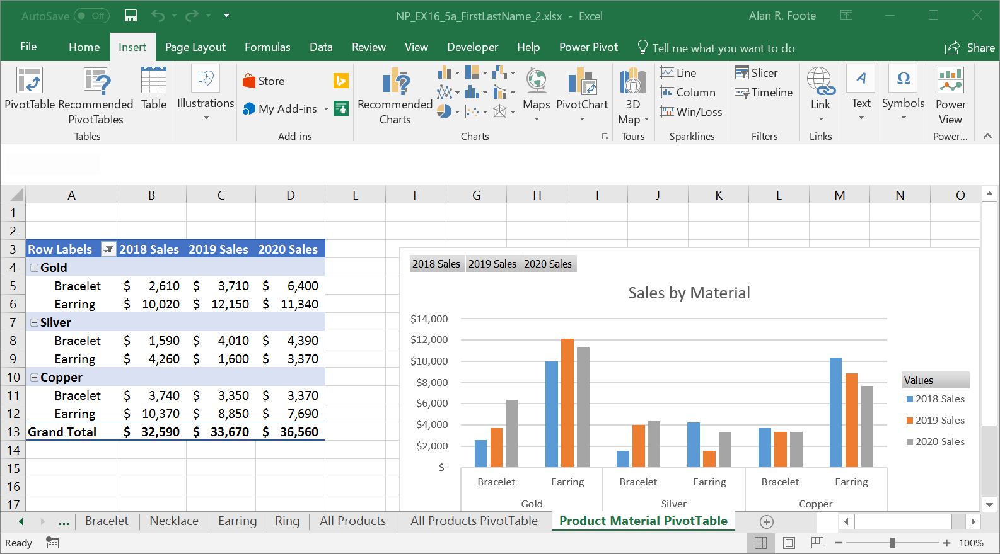 AutoSave Off NP_EX16_5a_FirstLastName_2.xlsx - Excel Alan R. Foote
File Home Insert Page Layout Formulas Data Review View Developer Help Power Pivot Tell me what you want to do Share
PivotTable Recommended PivotTables Table
Tables
Illustrations
Store
My Add-ins
Add-ins
Recommended Charts
Maps PivotChart
Charts
3D Map
Tours
Line
Column
Win/Loss
Sparklines
Slicer
Timeline
Filters
Link
Links
Text
Symbols
Ω
A
Power View
Power...
A B C D E F G H I J K L M N O
1
2
3 Row Labels 2018 Sales 2019 Sales 2020 Sales
4 Gold
5 Bracelet $ 2,610 $ 3,710 $ 6,400
6 Earring $ 10,020 $ 12,150 $ 11,340
7 Silver
8 Bracelet $ 1,590 $ 4,010 $ 4,390
9 Earring $ 4,260 $ 1,600 $ 3,370
10 Copper
11 Bracelet $ 3,740 $ 3,350 $ 3,370
12 Earring $ 10,370 $ 8,850 $ 7,690
13 Grand Total $ 32,590 $ 33,670 $ 36,560
14
15
16
17
2018 Sales 2019 Sales 2020 Sales
Sales by Material
$14,000
$12,000
$10,000
$8,000
$6,000
$4,000
$2,000
$-
Bracelet Earring Bracelet Earring Bracelet Earring
Gold Silver Copper
Values
2018 Sales
2019 Sales
2020 Sales
... Bracelet Necklace Earring Ring All Products All Products PivotTable Product Material PivotTable
Ready 100%